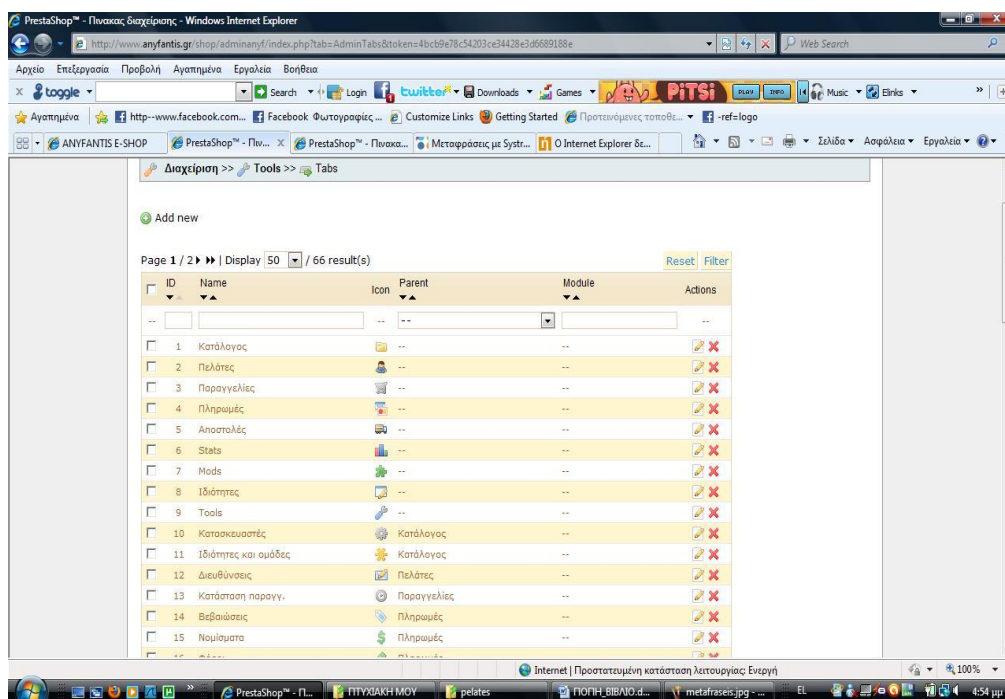 PrestaShop™ - Πινακας διαχείρισης - Windows Internet Explorer
http://www.anyfantis.gr/shop/adminanyf/index.php?tab=AdminTabs&token=4bcb9e78c54203ce34428e3d6689188e
Web Search
Αρχείο Επεξεργασία Προβολή Αγαπημένα Εργαλεία Βοήθεια
x toggle Search Login twitter Downloads Games PiTSi PLAY INFO Music Elinks »
Αγαπημένα http--www.facebook.com... Facebook Φωτογραφίες ... Customize Links Getting Started Προτεινόμενες τοποθε... -ref=logo
ANYFANTIS E-SHOP PrestaShop™ - Πιν... X PrestaShop™ - Πινακα... Μεταφράσεις με Systr... Ο Internet Explorer δε... Σελίδα Ασφάλεια Εργαλεία
Διαχείριση >> Tools >> Tabs
Add new
Page 1 / 2 | Display 50 / 66 result(s) Reset Filter
ID Name Icon Parent Module Actions
-- -- -- --
1 Κατάλογος -- --
2 Πελάτες -- --
3 Παραγγελίες -- --
4 Πληρωμές -- --
5 Αποστολές -- --
6 Stats -- --
7 Mods -- --
8 Ιδιότητες -- --
9 Tools -- --
10 Κατασκευαστές Κατάλογος --
11 Ιδιότητες και ομάδες Κατάλογος --
12 Διευθύνσεις Πελάτες --
13 Κατάσταση παραγγ. Παραγγελίες --
14 Βεβαιώσεις Πληρωμές --
15 Νομίσματα Πληρωμές --
Internet | Προστατευμένη κατάσταση λειτουργίας: Ενεργή 100%
» PrestaShop™ - Π... ΠΤΥΧΙΑΚΗ ΜΟΥ pelates ΠΟΠΗ_ΒΙΒΛΙΟ.d... metafraseis.jpg - ... EL 4:54 μμ